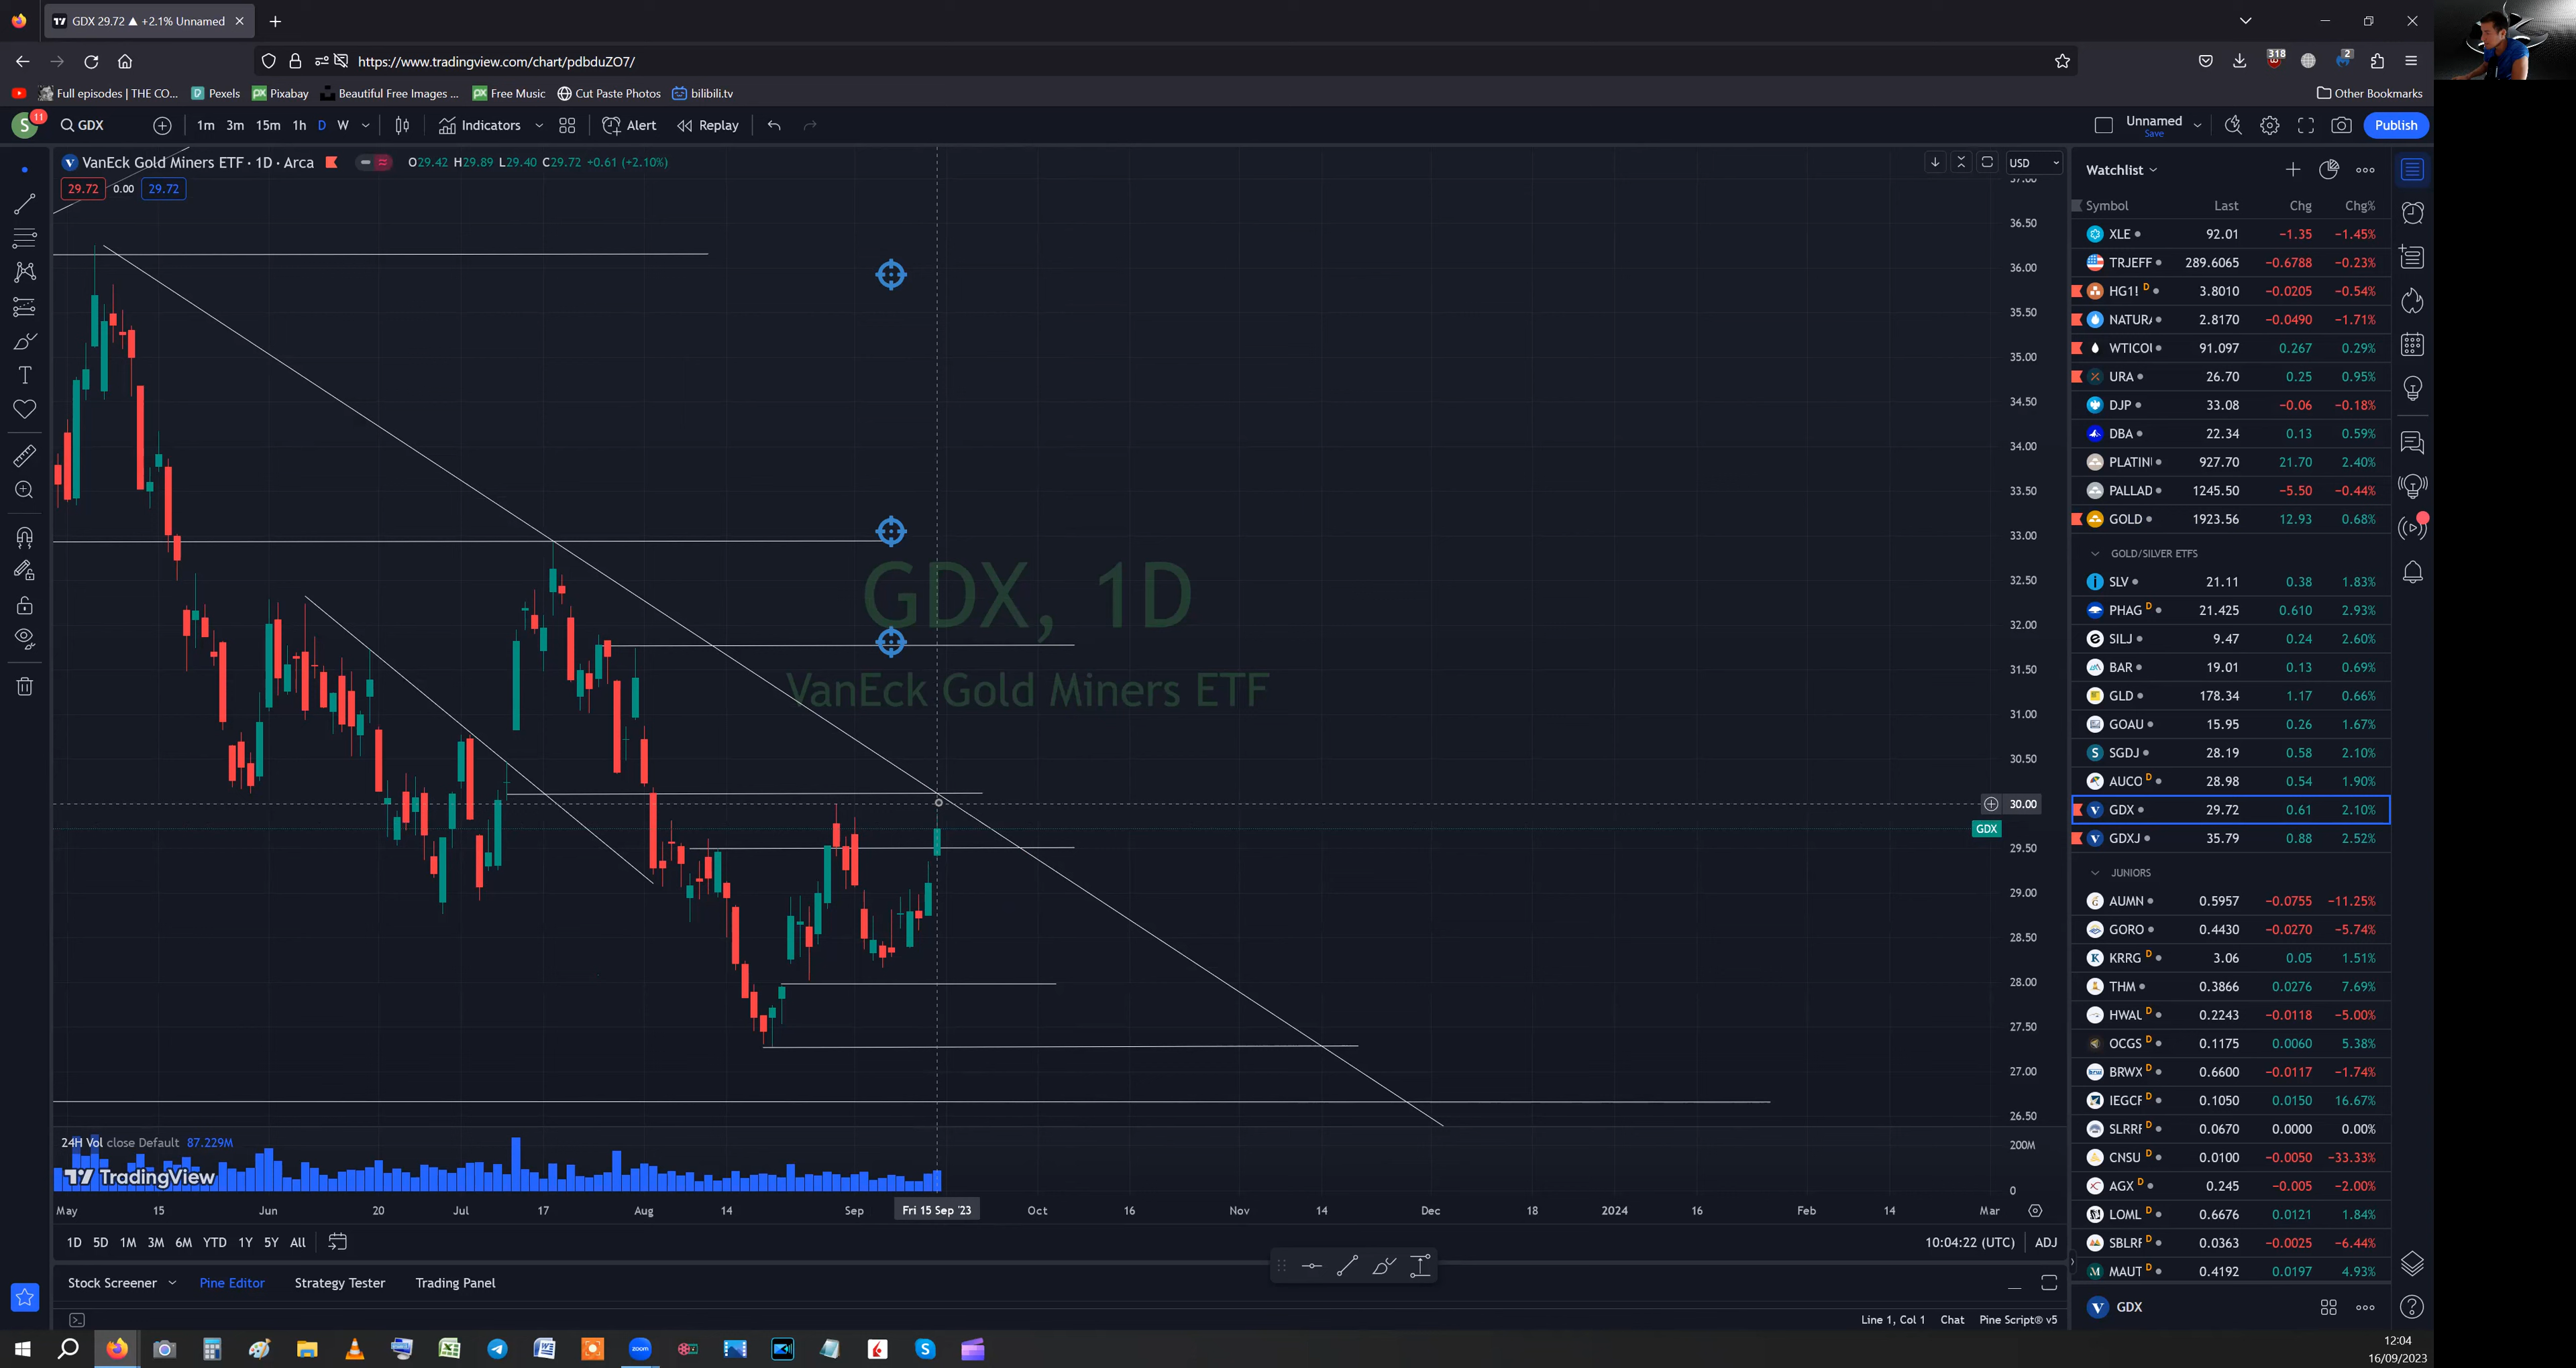 GDX 29.72 ▲ +2.1% Unnamed
https://www.tradingview.com/chart/pdbduZO7/
318
2
Full episodes | THE CO...
Pexels
Pixabay
Beautiful Free Images ...
Free Music
Cut Paste Photos
bilibili.tv
Other Bookmarks
S
11
GDX
1m 3m 15m 1h D W
Indicators
Alert
Replay
Unnamed
Save
Publish
VanEck Gold Miners ETF · 1D · Arca
O29.42 H29.89 L29.40 C29.72 +0.61 (+2.10%)
29.72 0.00 29.72
USD
36.50
36.00
35.50
35.00
34.50
34.00
33.50
33.00
32.50
32.00
31.50
31.00
30.50
30.00
GDX
29.50
29.00
28.50
28.00
27.50
27.00
26.50
200M
0
GDX, 1D
VanEck Gold Miners ETF
24H Vol close Default 87.229M
TradingView
May 15 Jun 20 Jul 17 Aug 14 Sep Fri 15 Sep '23 Oct 16 Nov 14 Dec 18 2024 16 Feb 14 Mar
1D 5D 1M 3M 6M YTD 1Y 5Y All
10:04:22 (UTC)
ADJ
Stock Screener
Pine Editor
Strategy Tester
Trading Panel
Line 1, Col 1
Chat
Pine Script® v5
Watchlist
Symbol Last Chg Chg%
XLE 92.01 −1.35 −1.45%
TRJEFF 289.6065 −0.6788 −0.23%
HG1! D 3.8010 −0.0205 −0.54%
NATUR 2.8170 −0.0490 −1.71%
WTICO 91.097 0.267 0.29%
URA 26.70 0.25 0.95%
DJP 33.08 −0.06 −0.18%
DBA 22.34 0.13 0.59%
PLATIN 927.70 21.70 2.40%
PALLAD 1245.50 −5.50 −0.44%
GOLD 1923.56 12.93 0.68%
GOLD/SILVER ETFS
SLV 21.11 0.38 1.83%
PHAG D 21.425 0.610 2.93%
SILJ 9.47 0.24 2.60%
BAR 19.01 0.13 0.69%
GLD 178.34 1.17 0.66%
GOAU 15.95 0.26 1.67%
SGDJ 28.19 0.58 2.10%
AUCO D 28.98 0.54 1.90%
GDX 29.72 0.61 2.10%
GDXJ 35.79 0.88 2.52%
JUNIORS
AUMN 0.5957 −0.0755 −11.25%
GORO 0.4430 −0.0270 −5.74%
KRRG D 3.06 0.05 1.51%
THM 0.3866 0.0276 7.69%
HWAU D 0.2243 −0.0118 −5.00%
OCGS D 0.1175 0.0060 5.38%
BRWX D 0.6600 −0.0117 −1.74%
IEGCF D 0.1050 0.0150 16.67%
SLRRF D 0.0670 0.0000 0.00%
CNSU D 0.0100 −0.0050 −33.33%
AGX D 0.245 −0.005 −2.00%
LOML D 0.6676 0.0121 1.84%
SBLRF D 0.0363 −0.0025 −6.44%
MAUT D 0.4192 0.0197 4.93%
GDX
zoom
12:04
16/09/2023